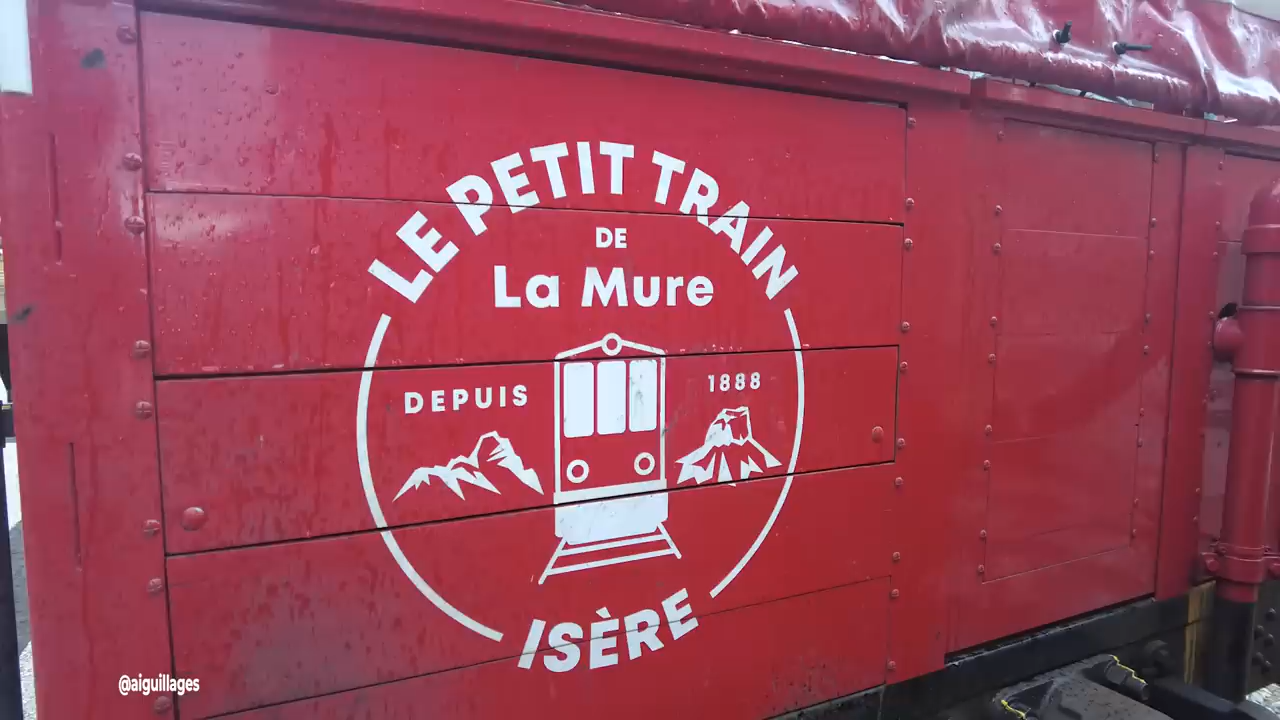 LE PETIT TRAIN
DE
La Mure
DEPUIS 1888
ISÈRE
@aiguillages